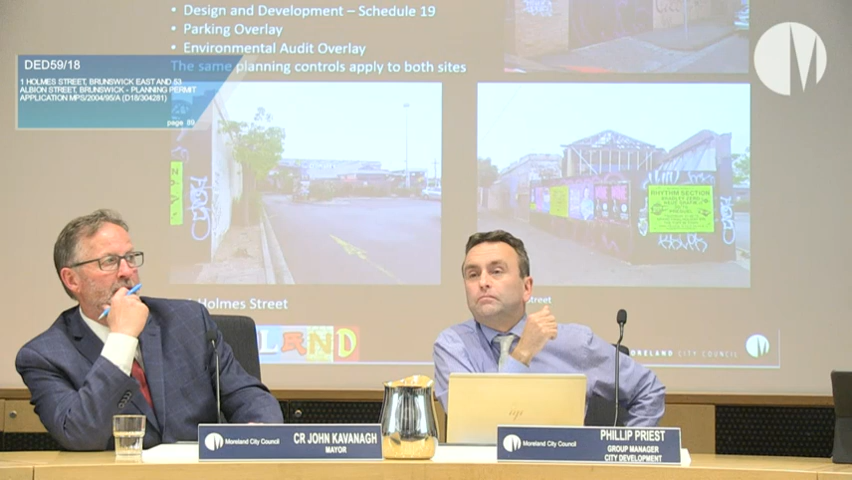 • Design and Development – Schedule 19
• Parking Overlay
• Environmental Audit Overlay
The same planning controls apply to both sites
DED59/18
1 HOLMES STREET, BRUNSWICK EAST AND 53
ALBION STREET, BRUNSWICK - PLANNING PERMIT
APPLICATION MPS/2004/95/A (D18/304281)
page 89
RHYTHM SECTION
Holmes Street
Street
LAND
MORELAND CITY COUNCIL
Moreland City Council
CR JOHN KAVANAGH
MAYOR
Moreland City Council
PHILLIP PRIEST
GROUP MANAGER
CITY DEVELOPMENT